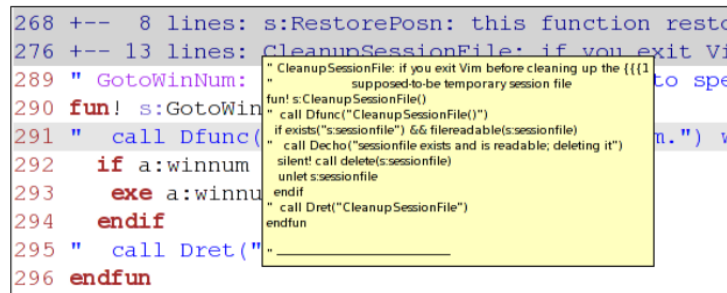 268 +--  8 lines: s:RestorePosn: this function resto
276 +-- 13 lines: CleanupSessionFile: if you exit Vi
289 " GotoWinNum: to spe
290 fun! s:GotoWin
291 "  call Dfunc( m.") w
292   if a:winnum
293    exe a:winnu
294   endif
295 "  call Dret("
296 endfun
" CleanupSessionFile: if you exit Vim before cleaning up the {{{1
" supposed-to-be temporary session file
fun! s:CleanupSessionFile()
"  call Dfunc("CleanupSessionFile()")
  if exists("s:sessionfile") && filereadable(s:sessionfile)
"   call Decho("sessionfile exists and is readable; deleting it")
   silent! call delete(s:sessionfile)
   unlet s:sessionfile
  endif
"  call Dret("CleanupSessionFile")
endfun
"